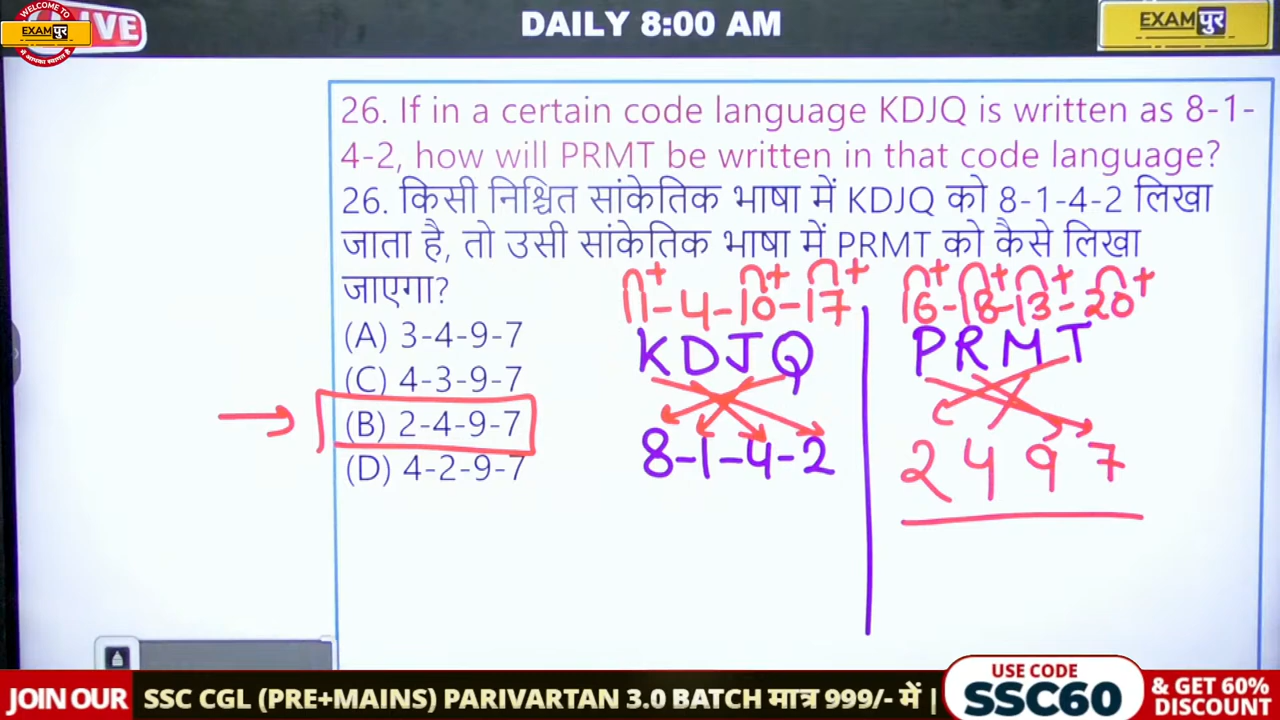 WELCOME TO
EXAMपुर
में आपका स्वागत है
LIVE
DAILY 8:00 AM
EXAMपुर
26. If in a certain code language KDJQ is written as 8-1-
4-2, how will PRMT be written in that code language?
26. किसी निश्चित सांकेतिक भाषा में KDJQ को 8-1-4-2 लिखा
जाता है, तो उसी सांकेतिक भाषा में PRMT को कैसे लिखा
जाएगा?
(A) 3-4-9-7
(C) 4-3-9-7
(B) 2-4-9-7
(D) 4-2-9-7
+ + +
11-4-10-17
KDJQ
8-1-4-2
+ + + +
16-18-13-20
PRMT
2 4 9 7
JOIN OUR
SSC CGL (PRE+MAINS) PARIVARTAN 3.0 BATCH मात्र 999/- में |
USE CODE
SSC60
& GET 60%
DISCOUNT